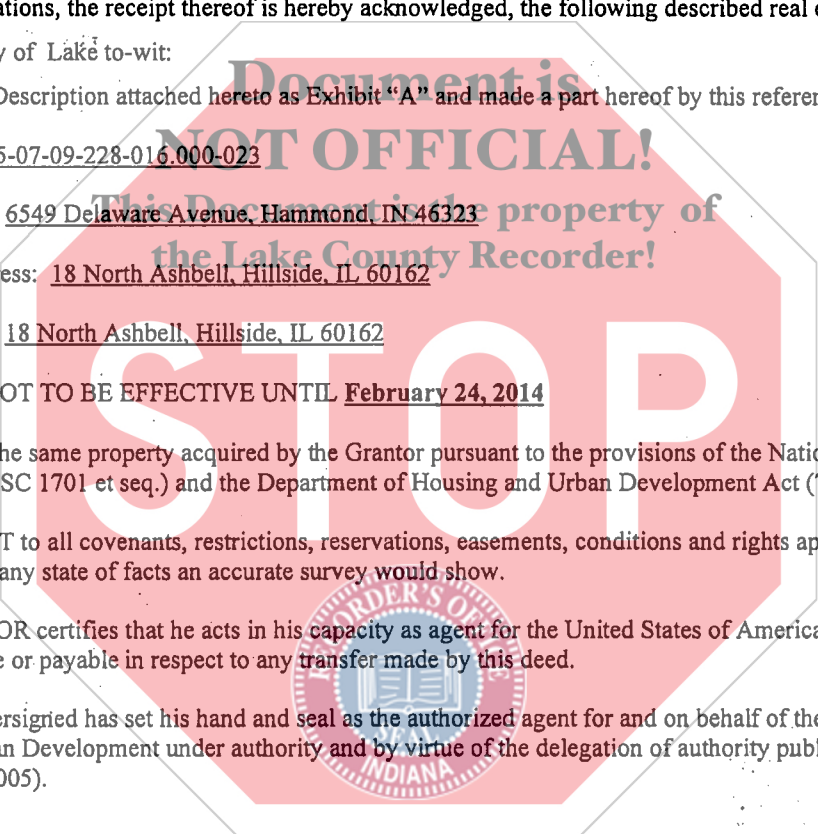 ations, the receipt thereof is hereby acknowledged, the following described real
y of Lake to-wit:
Document is
Description attached hereto as Exhibit “A” and made a part hereof by this referen
NOT OFFICIAL!
5-07-09-228-016.000-023
This Document is the property of
6549 Delaware Avenue, Hammond, IN 46323
the Lake County Recorder!
ess: 18 North Ashbell, Hillside, IL 60162
18 North Ashbell, Hillside, IL 60162
STOP
OT TO BE EFFECTIVE UNTIL February 24, 2014
he same property acquired by the Grantor pursuant to the provisions of the Natio
SC 1701 et seq.) and the Department of Housing and Urban Development Act (
T to all covenants, restrictions, reservations, easements, conditions and rights ap
any state of facts an accurate survey would show.
RECORDER'S OFFICE
OR certifies that he acts in his capacity as agent for the United States of America
e or payable in respect to any transfer made by this deed.
ersigned has set his hand and seal as the authorized agent for and on behalf of the
SEAL
an Development under authority and by virtue of the delegation of authority publ
INDIANA
005).